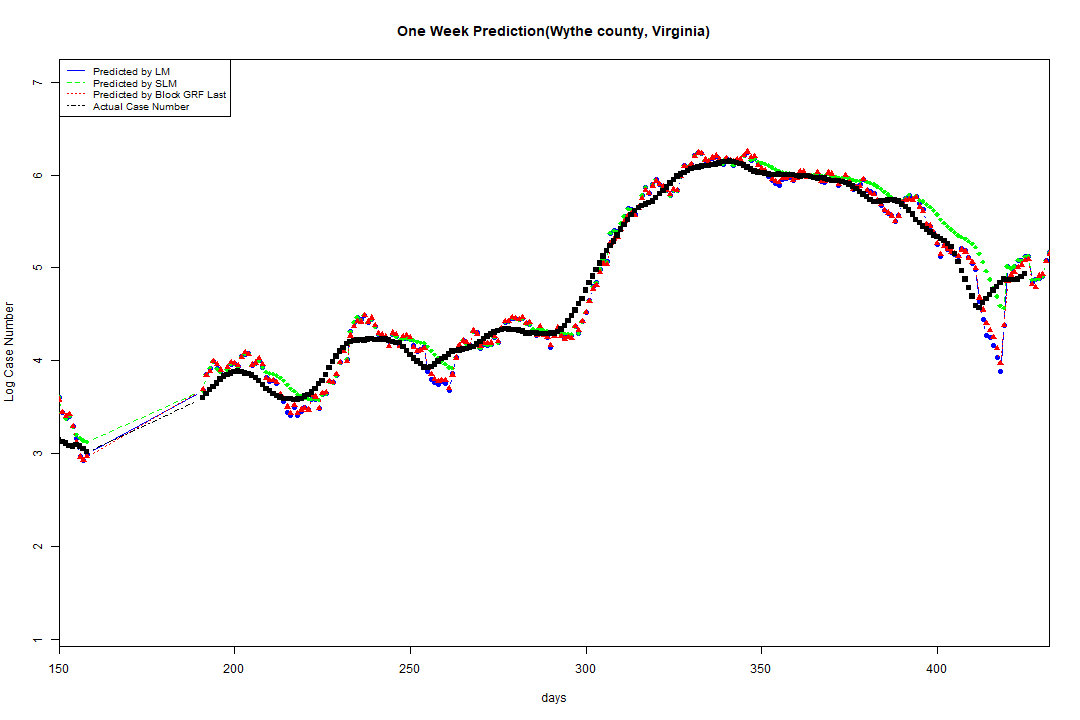 One Week Prediction(Wythe county, Virginia)
Predicted by LM
Predicted by SLM
Predicted by Block GRF Last
Actual Case Number
7
6
5
4
3
2
1
Log Case Number
150 200 250 300 350 400
days